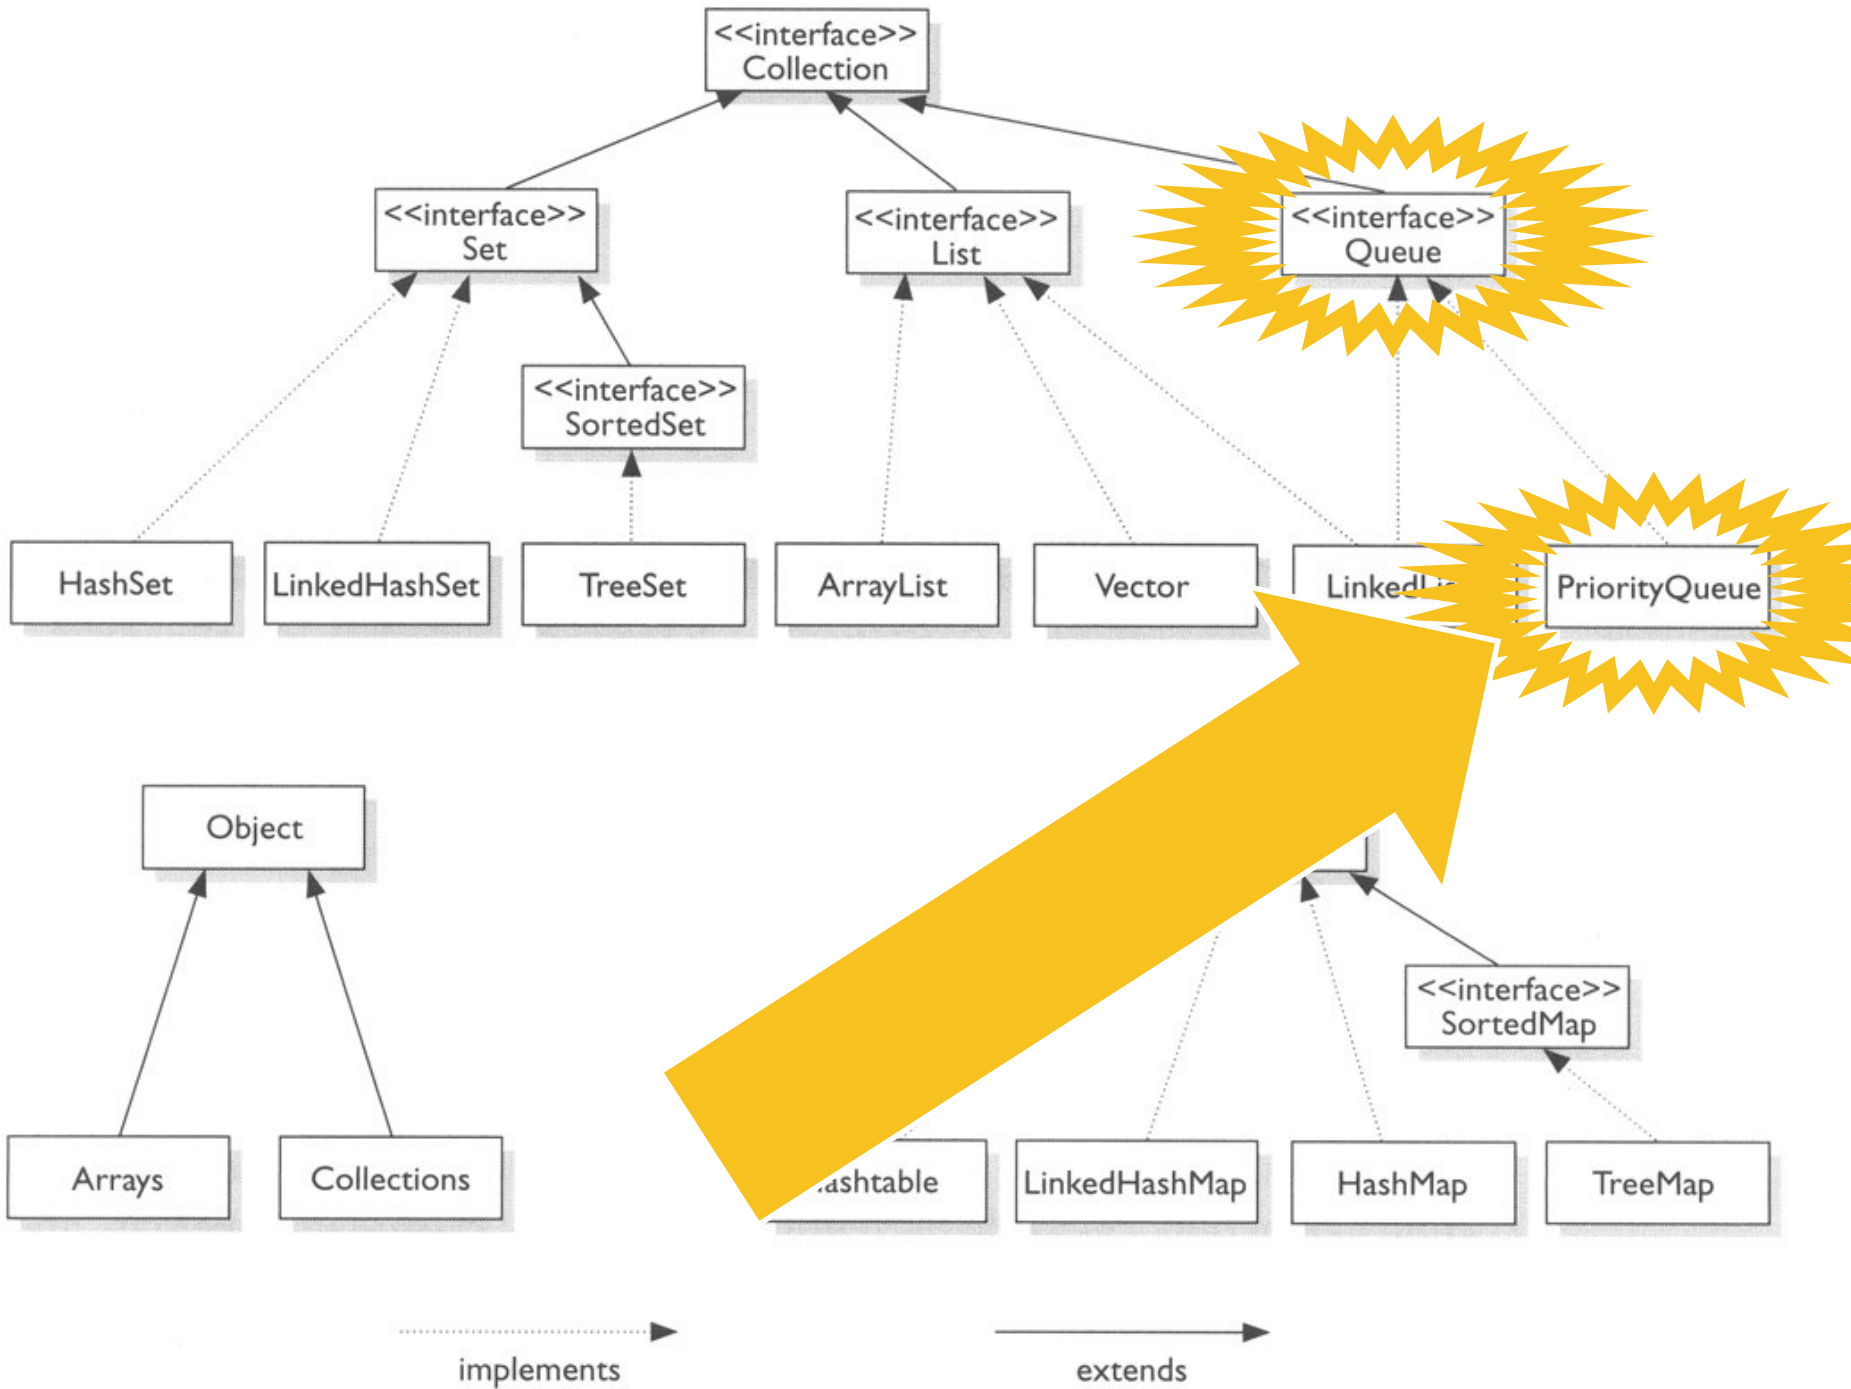 <<interface>>
Collection
<<interface>>
Set
<<interface>>
List
<<interface>>
Queue
<<interface>>
SortedSet
HashSet
LinkedHashSet
TreeSet
ArrayList
Vector
PriorityQueue
Object
<<interface>>
SortedMap
Arrays
Collections
LinkedHashMap
HashMap
TreeMap
implements
extends